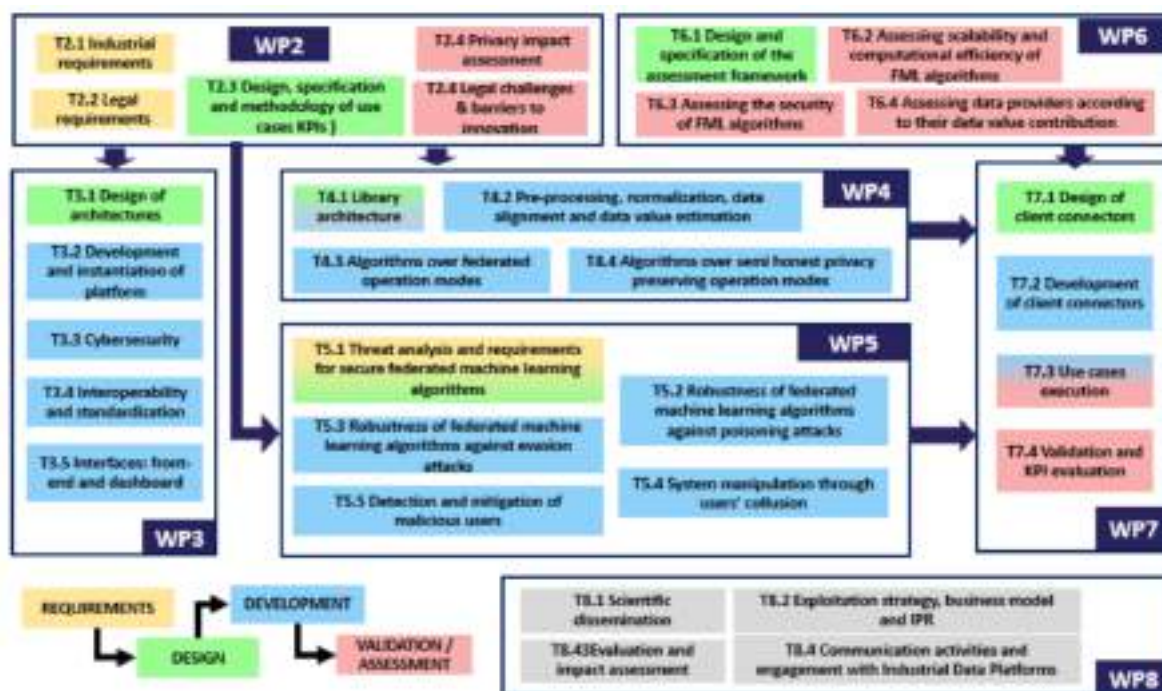 T2.1 Industrial
requirements
WP2
T2.4 Privacy impact
assessment
T2.2 Legal
requirements
T2.3 Design, specification
and methodology of use
cases KPIs )
T2.4 Legal challenges
& barriers to
innovation
T6.1 Design and
specification of the
assessment framework
T6.2 Assessing scalability and
computational efficiency of
FML algorithms
WP6
T6.3 Assessing the security
of FML algorithms
T6.4 Assessing data providers according
to their data value contribution
T3.1 Design of
architectures
T3.2 Development
and instantiation of
platform
T3.3 Cybersecurity
T3.4 Interoperability
and standardization
T3.5 Interfaces: front-
end and dashboard
WP3
T4.1 Library
architecture
T4.2 Pre-processing, normalization, data
alignment and data value estimation
WP4
T4.3 Algorithms over federated
operation modes
T4.4 Algorithms over semi honest privacy
preserving operation modes
T5.1 Threat analysis and requirements
for secure federated machine learning
algorithms
WP5
T5.2 Robustness of federated
machine learning algorithms
against poisoning attacks
T5.3 Robustness of federated machine
learning algorithms against evasion
attacks
T5.4 System manipulation through
users' collusion
T5.5 Detection and mitigation of
malicious users
T7.1 Design of
client connectors
T7.2 Development
of client connectors
T7.3 Use cases
execution
T7.4 Validation and
KPI evaluation
WP7
REQUIREMENTS
DESIGN
DEVELOPMENT
VALIDATION /
ASSESSMENT
T8.1 Scientific
dissemination
T8.2 Exploitation strategy, business model
and IPR
T8.43Evaluation and
impact assessment
T8.4 Communication activities and
engagement with Industrial Data Platforms
WP8